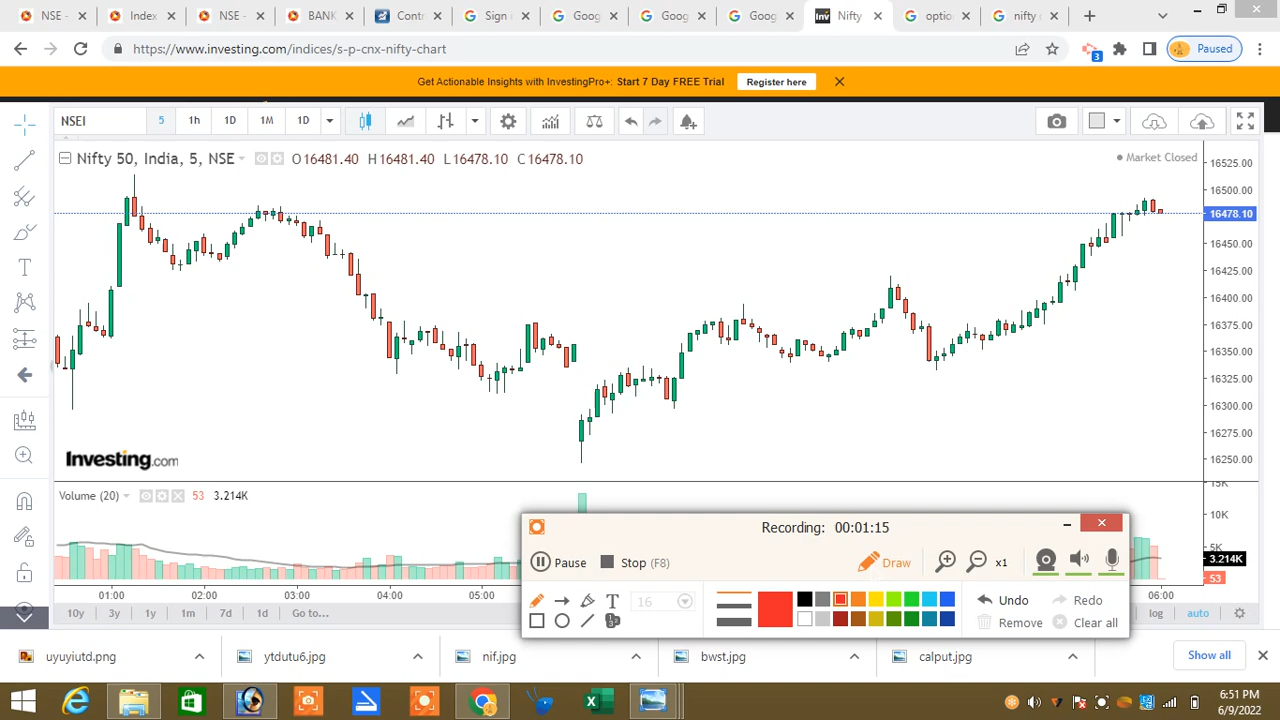 NSE -
Index
NSE -
BANK
Contr
Sign i
Goog
Goog
Goog
Nifty
optio
nifty c
https://www.investing.com/indices/s-p-cnx-nifty-chart
3
Paused
Get Actionable Insights with InvestingPro+: Start 7 Day FREE Trial
Register here
NSEI
5
1h
1D
1M
1D
Nifty 50, India, 5, NSE
O16481.40 H16481.40 L16478.10 C16478.10
Market Closed
16525.00
16500.00
16478.10
16450.00
16425.00
16400.00
16375.00
16350.00
16325.00
16300.00
16275.00
16250.00
Investing.com
Volume (20)
53 3.214K
15K
10K
5K
3.214K
53
01:00
02:00
03:00
04:00
05:00
06:00
10y
3y
1y
1m
7d
1d
Go to...
log
auto
Recording: 00:01:15
Pause
Stop (F8)
Draw
x1
16
Undo
Redo
Remove
Clear all
uyuyiutd.png
ytdutu6.jpg
nif.jpg
bwst.jpg
calput.jpg
Show all
6:51 PM
6/9/2022